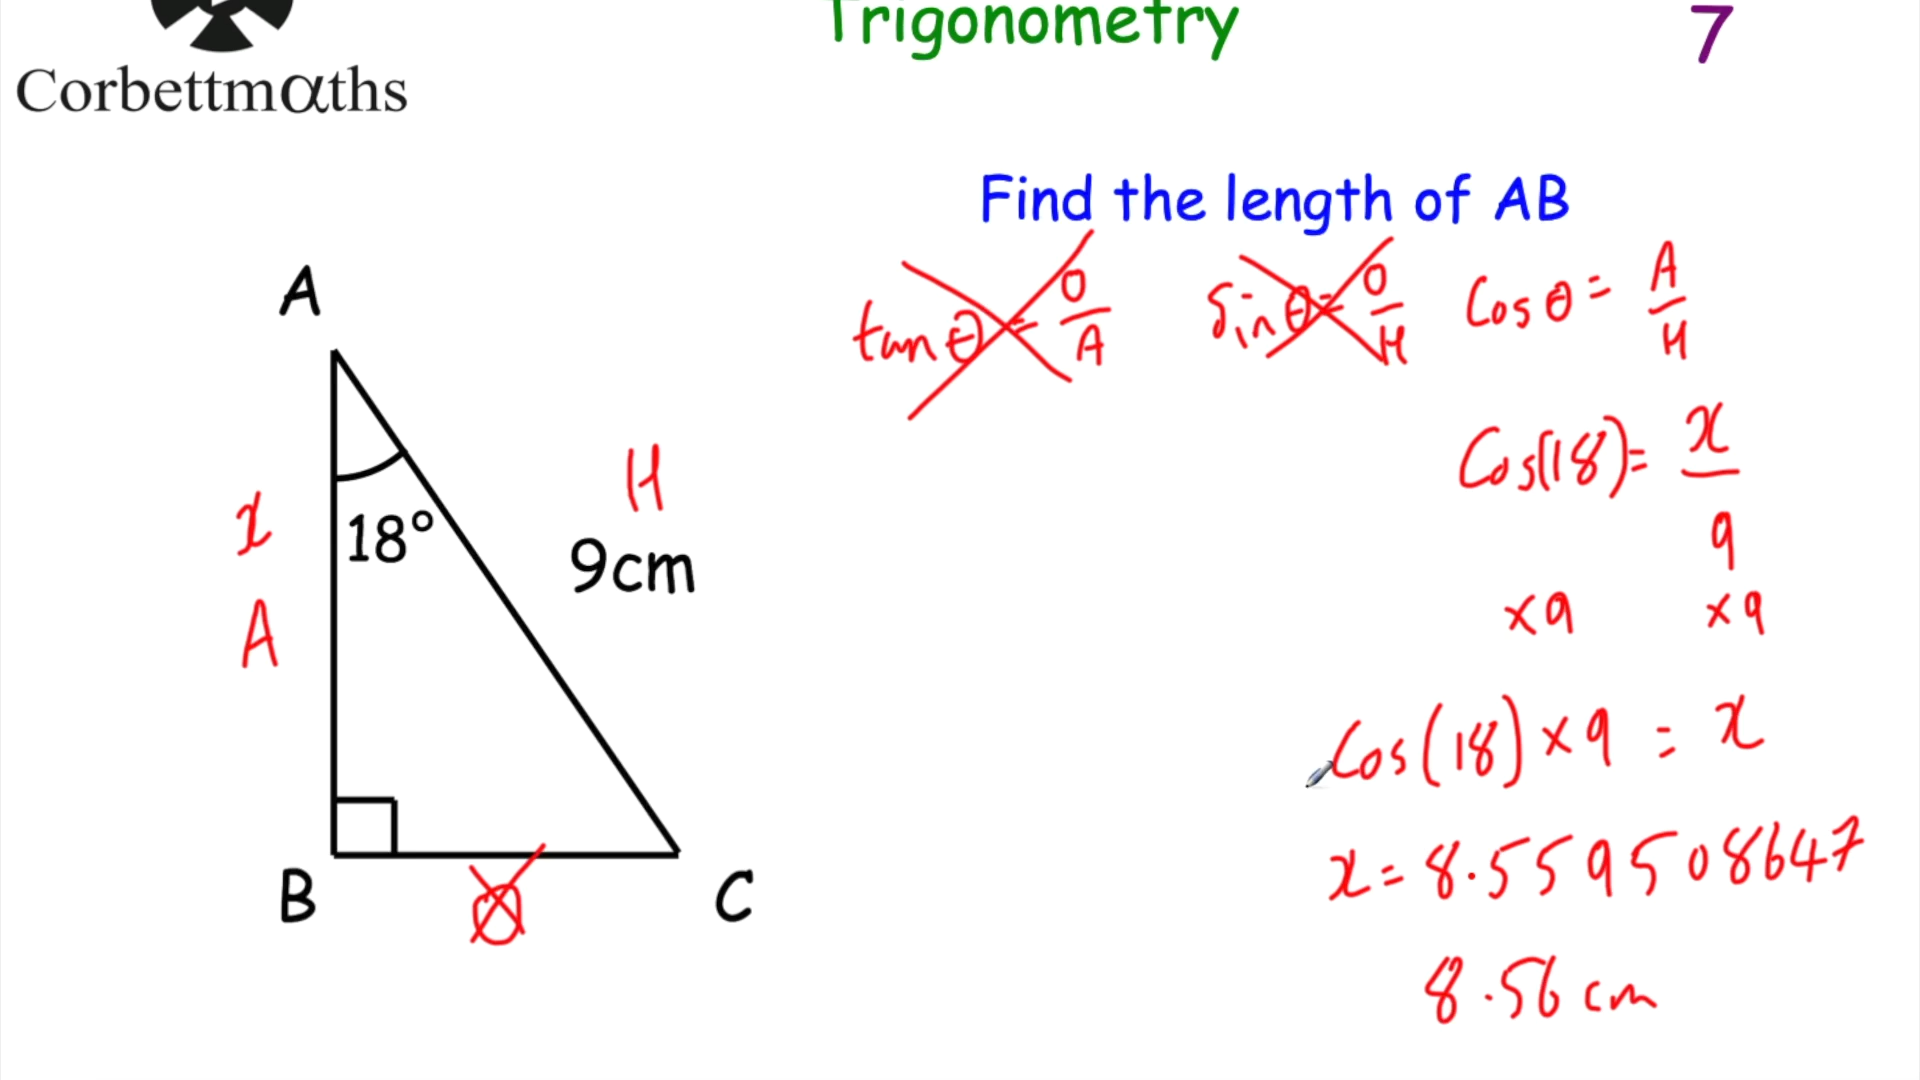 Trigonometry 7
Corbettmαths
Find the length of AB
A
tan θ = O/A sin θ = O/H Cos θ = A/H
Cos(18) = x/9
H
x
18°
9cm
A
×9 ×9
Cos(18) × 9 = x
x = 8.559508647
B
O
C
8.56 cm